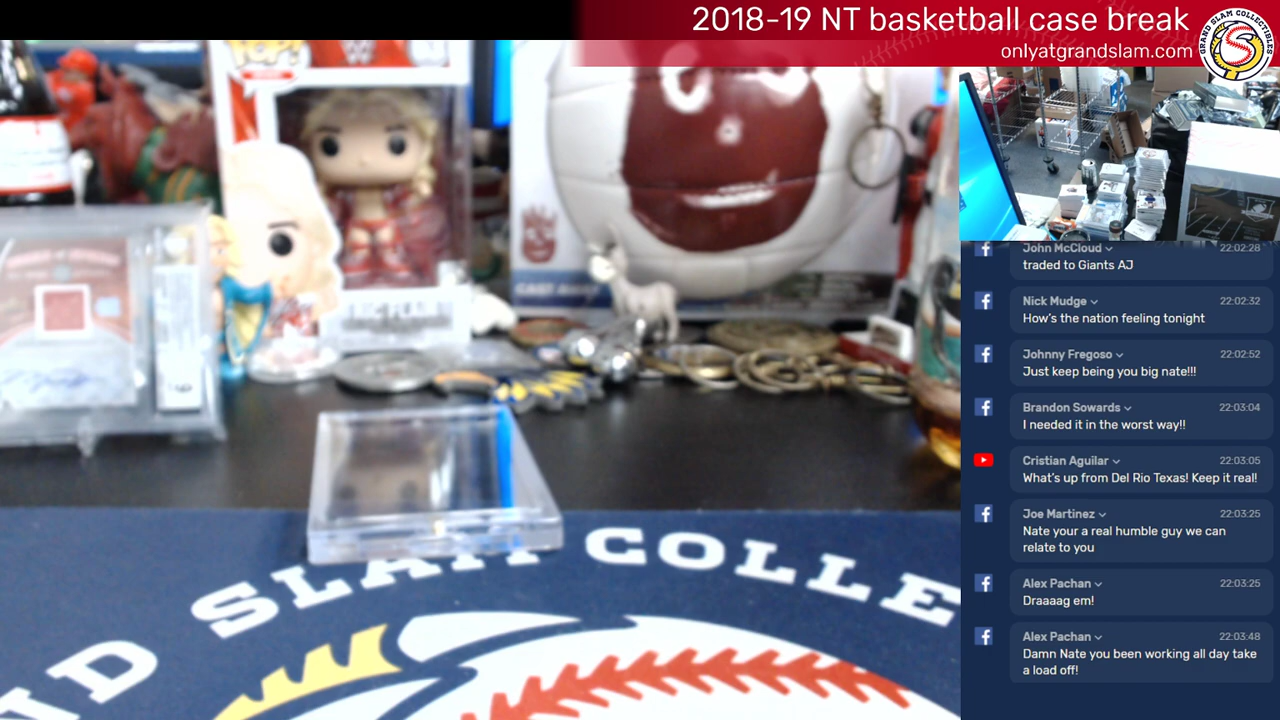 2018-19 NT basketball case break
onlyatgrandslam.com
GRAND SLAM COLLECTIBLES
POP!
CAST AWAY
RIC FLAIR
ND SLAM COLLE
John McCloud 22:02:28
traded to Giants AJ
Nick Mudge 22:02:32
How's the nation feeling tonight
Johnny Fregoso 22:02:52
Just keep being you big nate!!!
Brandon Sowards 22:03:04
I needed it in the worst way!!
Cristian Aguilar 22:03:05
What's up from Del Rio Texas! Keep it real!
Joe Martinez 22:03:25
Nate your a real humble guy we can
relate to you
Alex Pachan 22:03:25
Draaaag em!
Alex Pachan 22:03:48
Damn Nate you been working all day take
a load off!